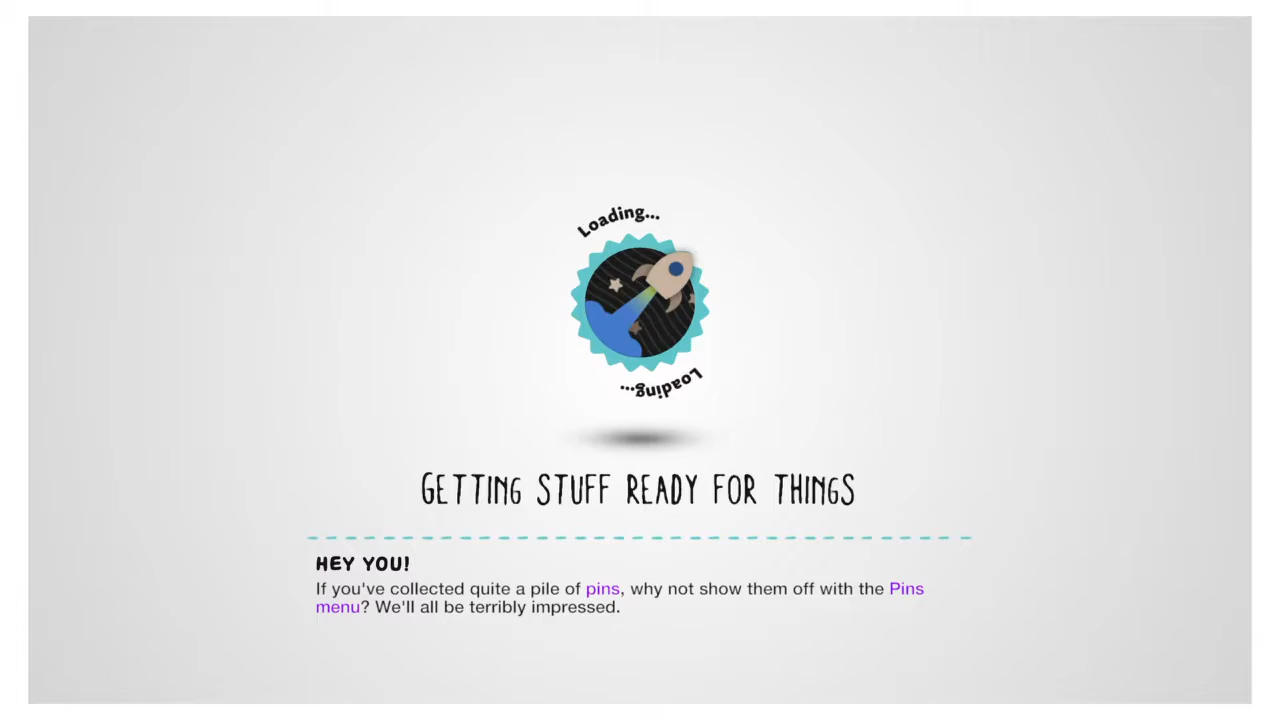 Loading...
Loading...
GETTING STUFF READY FOR THINGS
HEY YOU!
If you've collected quite a pile of pins, why not show them off with the Pins
menu? We'll all be terribly impressed.